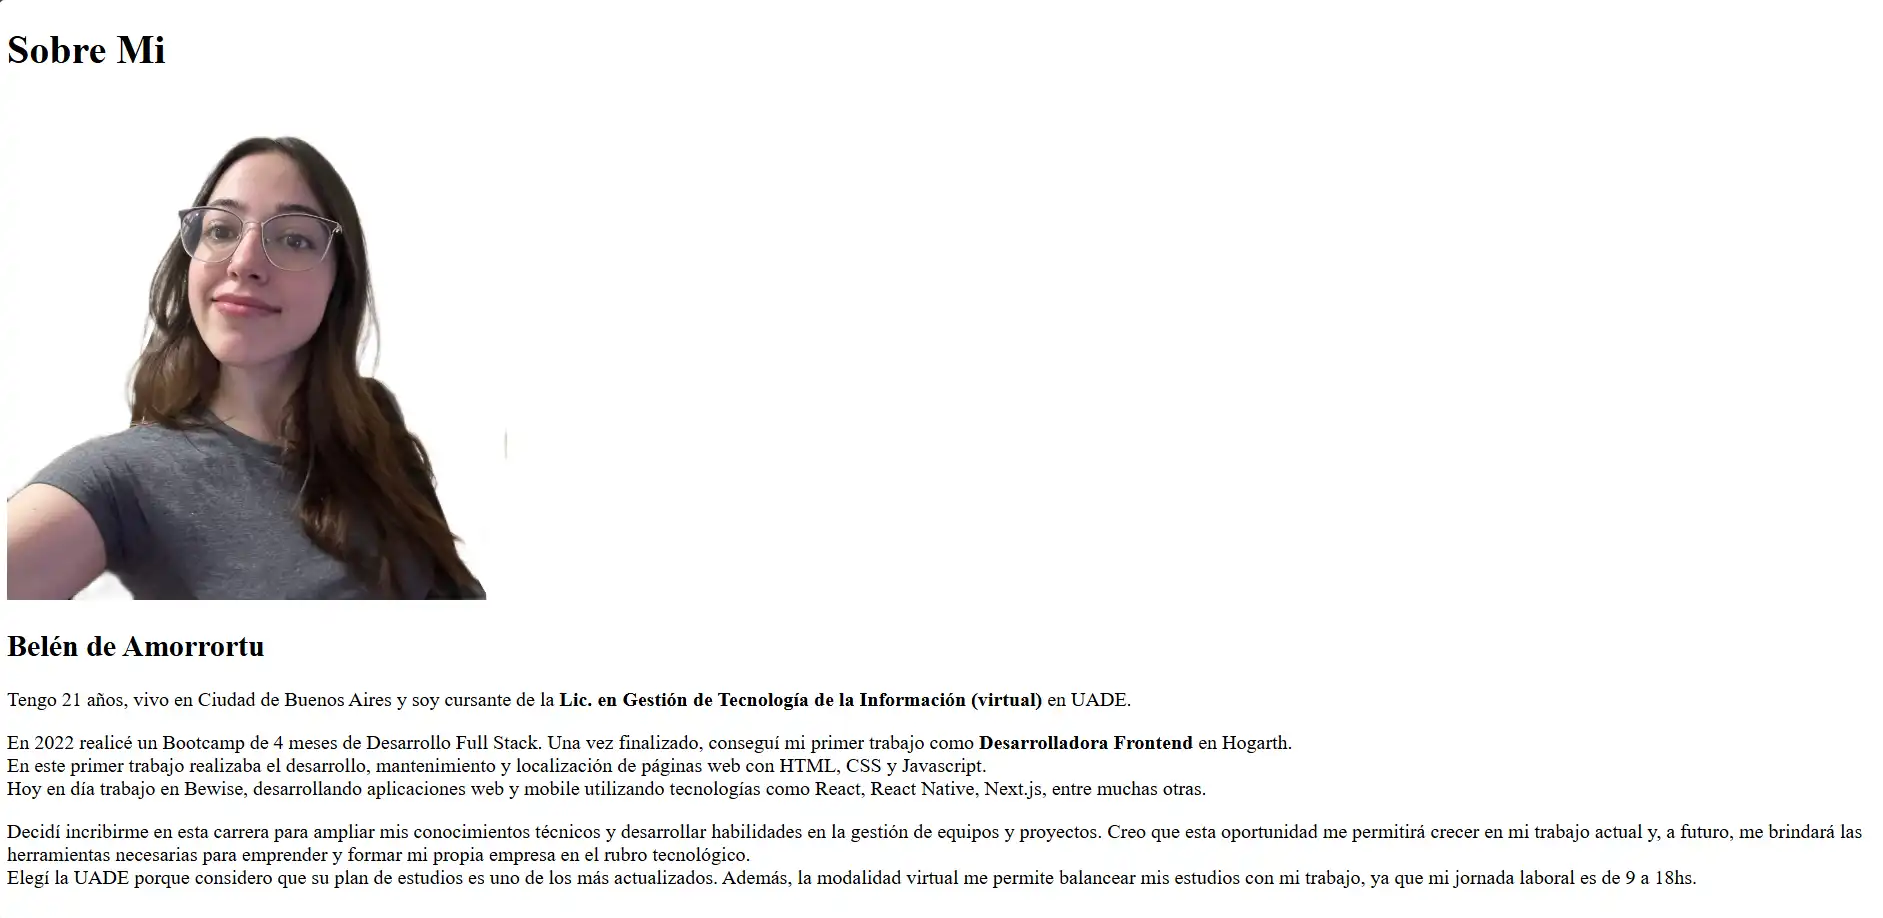 Sobre Mi
Belén de Amorrortu
Tengo 21 años, vivo en Ciudad de Buenos Aires y soy cursante de la Lic. en Gestión de Tecnología de la Información (virtual) en UADE.
En 2022 realicé un Bootcamp de 4 meses de Desarrollo Full Stack. Una vez finalizado, conseguí mi primer trabajo como Desarrolladora Frontend en Hogarth.
En este primer trabajo realizaba el desarrollo, mantenimiento y localización de páginas web con HTML, CSS y Javascript.
Hoy en día trabajo en Bewise, desarrollando aplicaciones web y mobile utilizando tecnologías como React, React Native, Next.js, entre muchas otras.
Decidí incribirme en esta carrera para ampliar mis conocimientos técnicos y desarrollar habilidades en la gestión de equipos y proyectos. Creo que esta oportunidad me permitirá crecer en mi trabajo actual y, a futuro, me brindará las
herramientas necesarias para emprender y formar mi propia empresa en el rubro tecnológico.
Elegí la UADE porque considero que su plan de estudios es uno de los más actualizados. Además, la modalidad virtual me permite balancear mis estudios con mi trabajo, ya que mi jornada laboral es de 9 a 18hs.